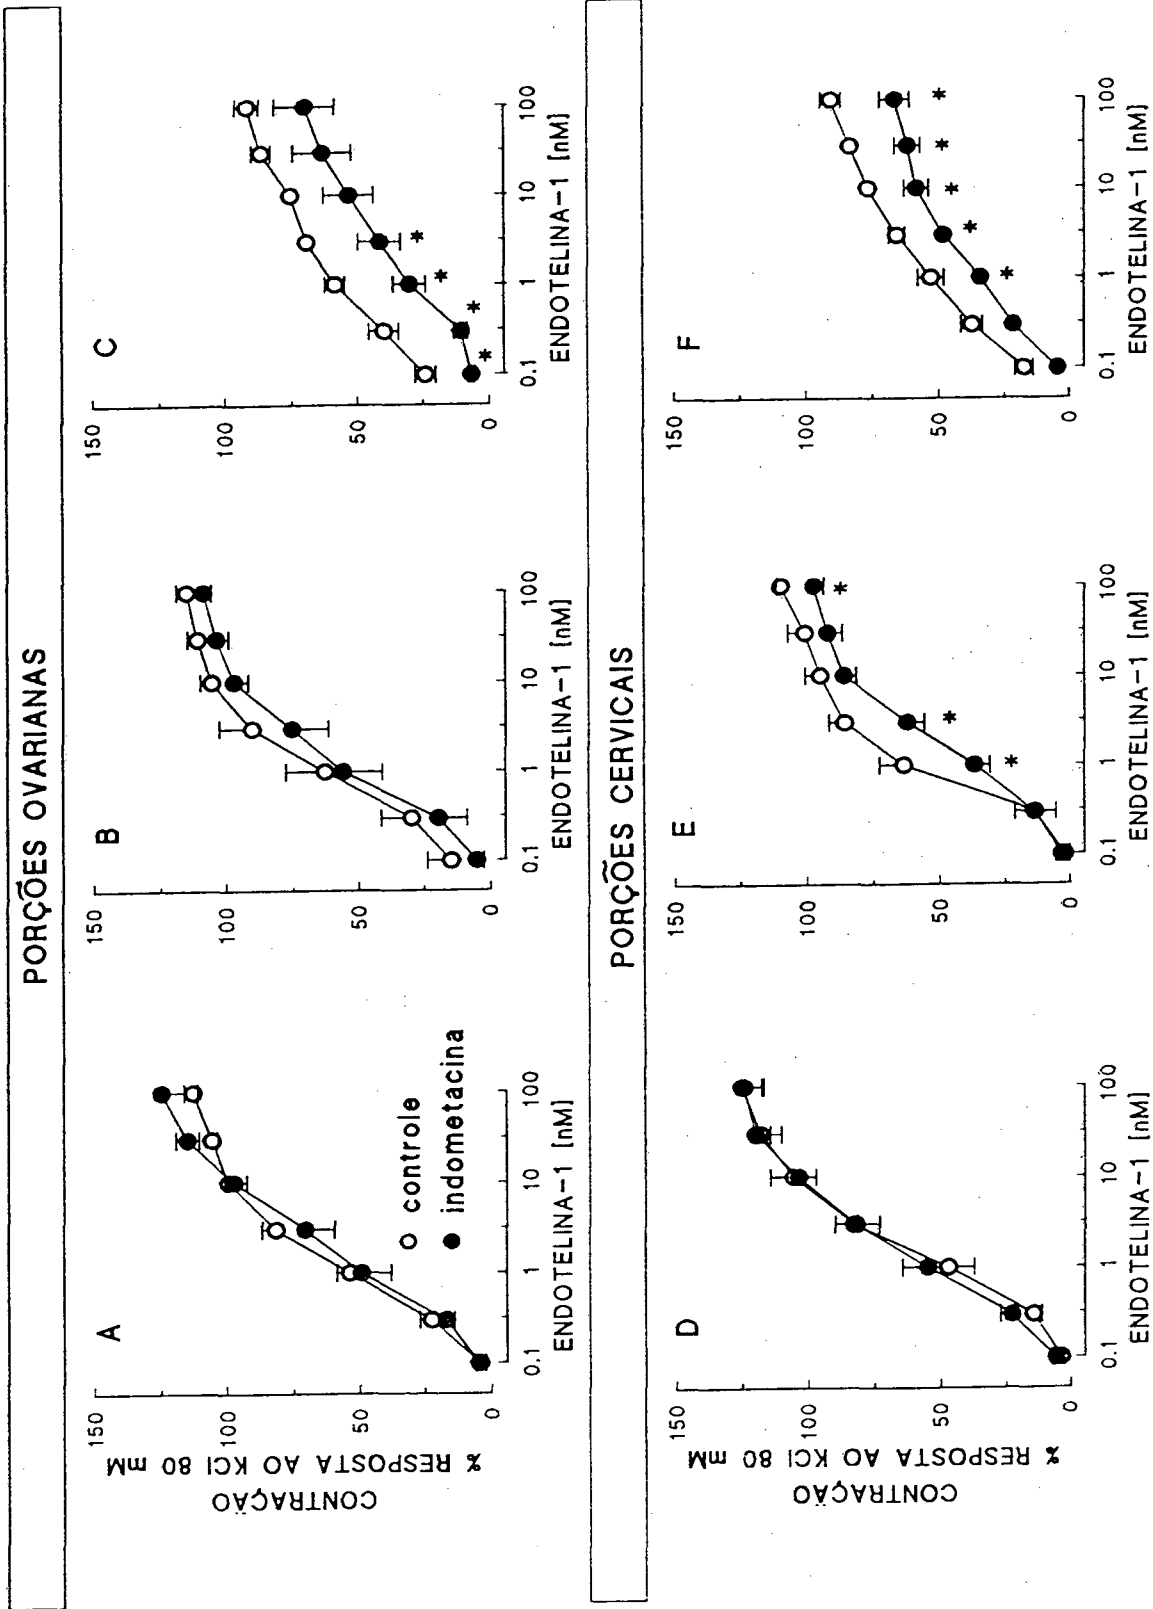 PORÇÕES OVARIANAS
CONTRAÇÃO
% RESPOSTA AO KCl 80 mM
A
150
100
50
0
0.1
1
10
100
ENDOTELINA-1 [nM]
controle
indometacina
B
150
100
50
0
0.1
1
10
100
ENDOTELINA-1 [nM]
C
150
100
50
0
0.1
1
10
100
ENDOTELINA-1 [nM]
* * * *
PORÇÕES CERVICAIS
CONTRAÇÃO
% RESPOSTA AO KCl 80 mM
D
150
100
50
0
0.1
1
10
100
ENDOTELINA-1 [nM]
E
150
100
50
0
0.1
1
10
100
ENDOTELINA-1 [nM]
* * *
F
150
100
50
0
0.1
1
10
100
ENDOTELINA-1 [nM]
* * * * *